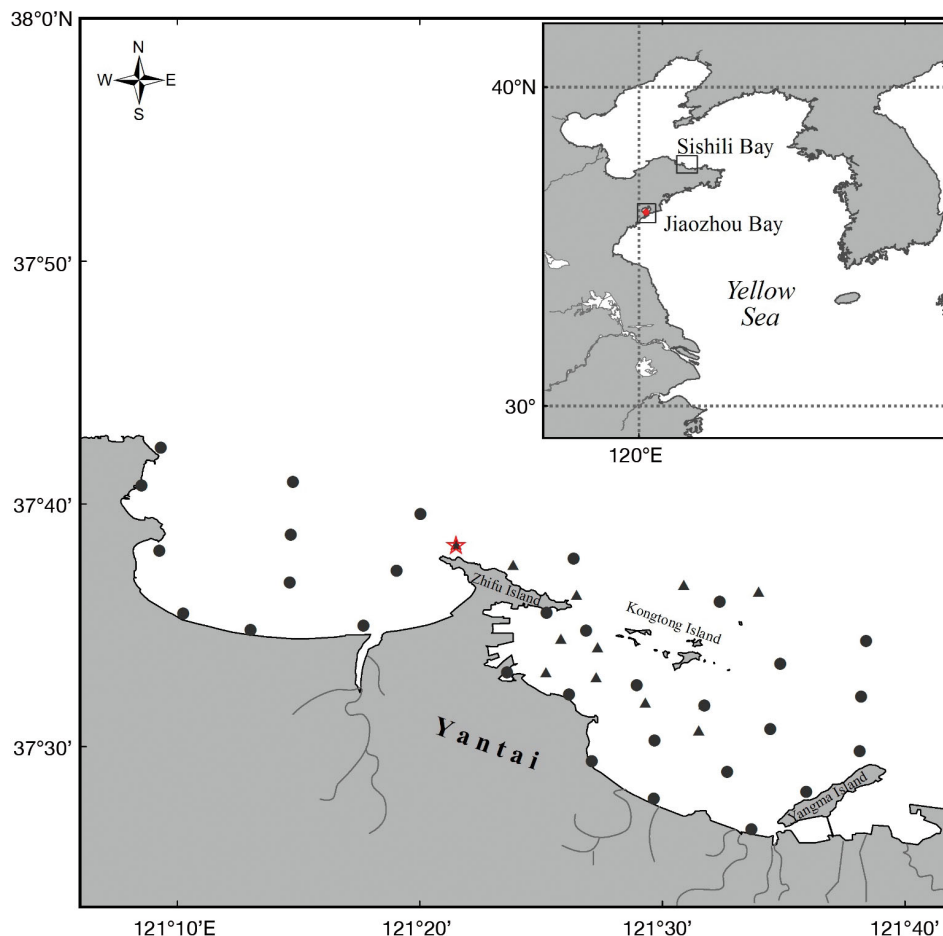 38°0’N
N
W E
S
40°N
Sishili Bay
Jiaozhou Bay
Yellow
Sea
30°
120°E
37°50’
37°40’
Zhifu Island
Kongtong Island
Yantai
37°30’
Yangma Island
121°10’E
121°20’
121°30’
121°40’